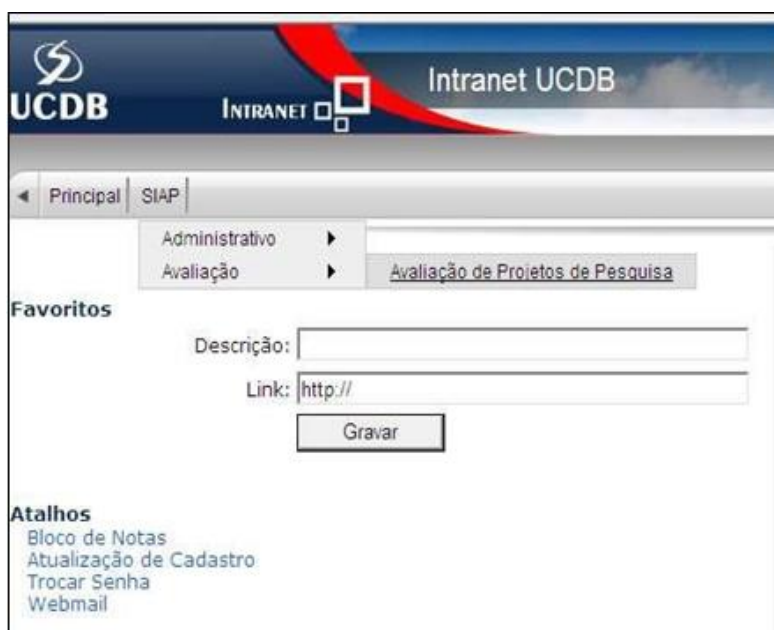 UCDB
INTRANET
Intranet UCDB
Principal SIAP
Administrativo
Avaliação Avaliação de Projetos de Pesquisa
Favoritos
Descrição:
Link: http://
Gravar
Atalhos
Bloco de Notas
Atualização de Cadastro
Trocar Senha
Webmail